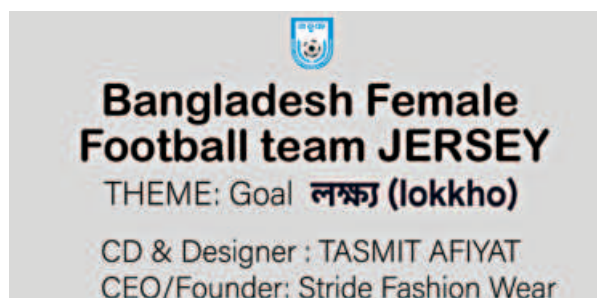 Bangladesh Female
Football team JERSEY
THEME: Goal লক্ষ্য (lokkho)
CD & Designer : TASMIT AFIYAT
CEO/Founder: Stride Fashion Wear